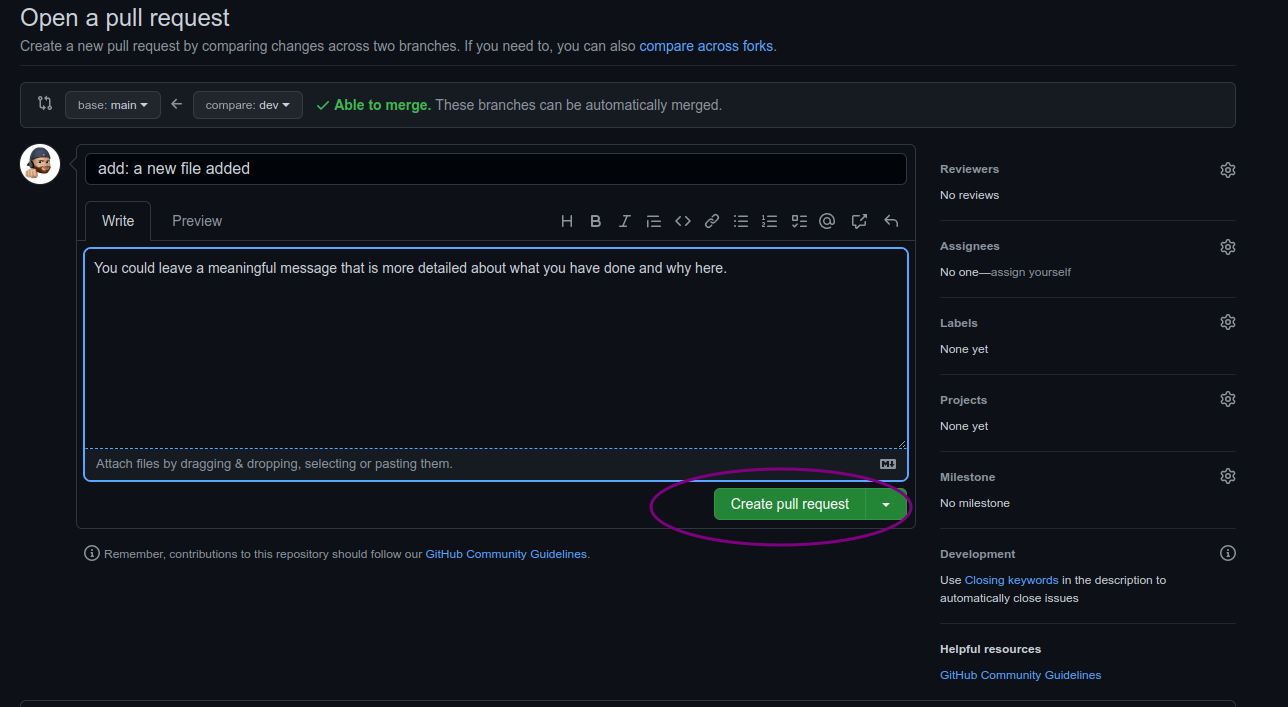 Open a pull request
Create a new pull request by comparing changes across two branches. If you need to, you can also compare across forks.
base: main
compare: dev
Able to merge. These branches can be automatically merged.
add: a new file added
Write
Preview
You could leave a meaningful message that is more detailed about what you have done and why here.
Attach files by dragging & dropping, selecting or pasting them.
Create pull request
Remember, contributions to this repository should follow our GitHub Community Guidelines.
Reviewers
No reviews
Assignees
No one—assign yourself
Labels
None yet
Projects
None yet
Milestone
No milestone
Development
Use Closing keywords in the description to
automatically close issues
Helpful resources
GitHub Community Guidelines